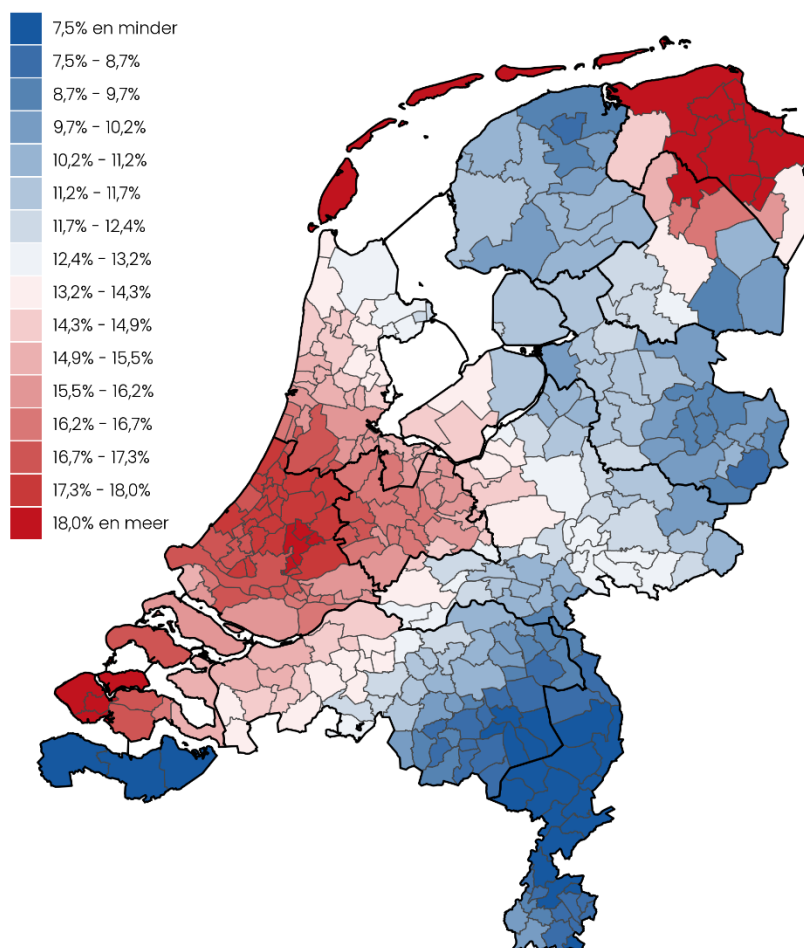 7,5% en minder
7,5% - 8,7%
8,7% - 9,7%
9,7% - 10,2%
10,2% - 11,2%
11,2% - 11,7%
11,7% - 12,4%
12,4% - 13,2%
13,2% - 14,3%
14,3% - 14,9%
14,9% - 15,5%
15,5% - 16,2%
16,2% - 16,7%
16,7% - 17,3%
17,3% - 18,0%
18,0% en meer